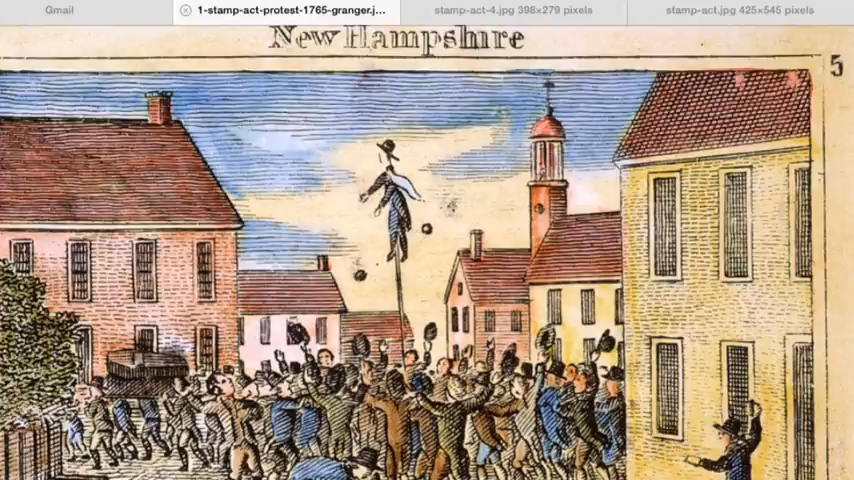 Gmail
1-stamp-act-protest-1765-granger.j...
stamp-act-4.jpg 398×279 pixels
stamp-act.jpg 425×545 pixels
New Hampshire
5